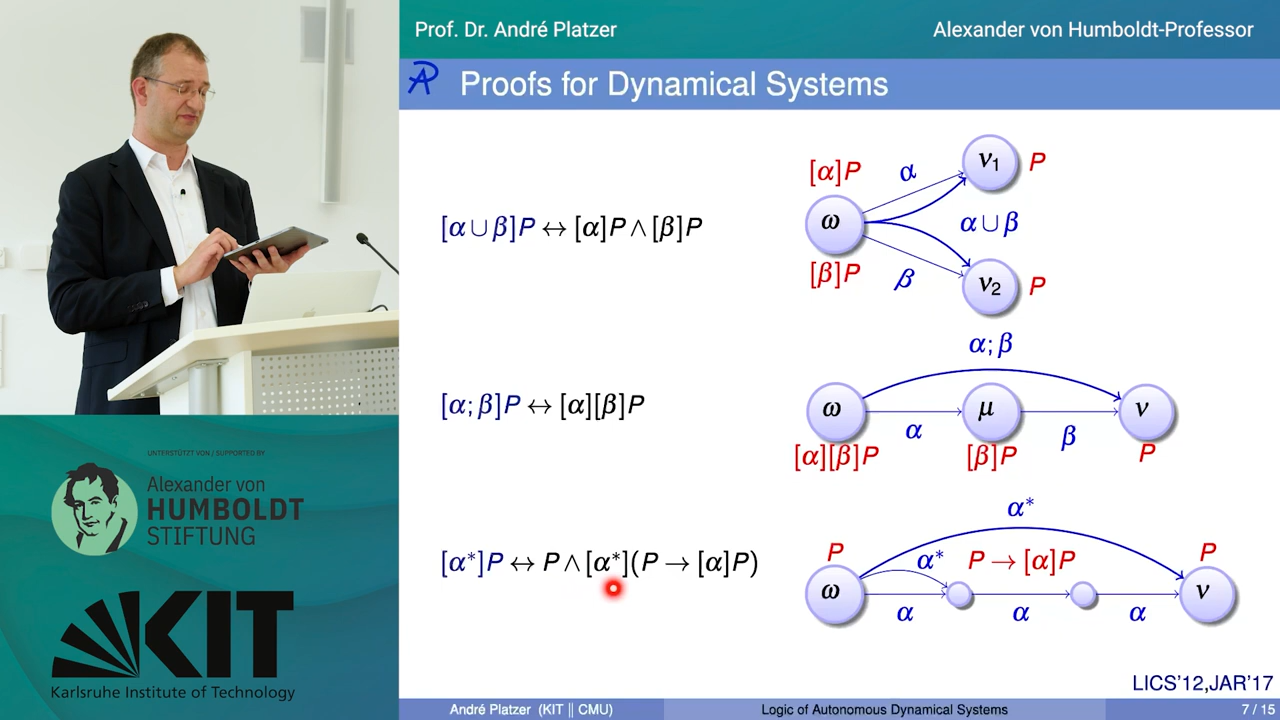 Prof. Dr. André Platzer
Alexander von Humboldt-Professor
Proofs for Dynamical Systems
[α ∪ β]P ↔ [α]P ∧ [β]P
[α]P
α
ν₁
P
ω
α ∪ β
[β]P
β
ν₂
P
[α; β]P ↔ [α][β]P
α; β
ω
α
μ
β
ν
[α][β]P
[β]P
P
[α*]P ↔ P ∧ [α*](P → [α]P)
α*
P
α*
P → [α]P
P
ω
α
α
α
ν
LICS'12,JAR'17
UNTERSTÜTZT VON / SUPPORTED BY
Alexander von
HUMBOLDT
STIFTUNG
KIT
Karlsruhe Institute of Technology
André Platzer (KIT ∥ CMU)
Logic of Autonomous Dynamical Systems
7 / 15